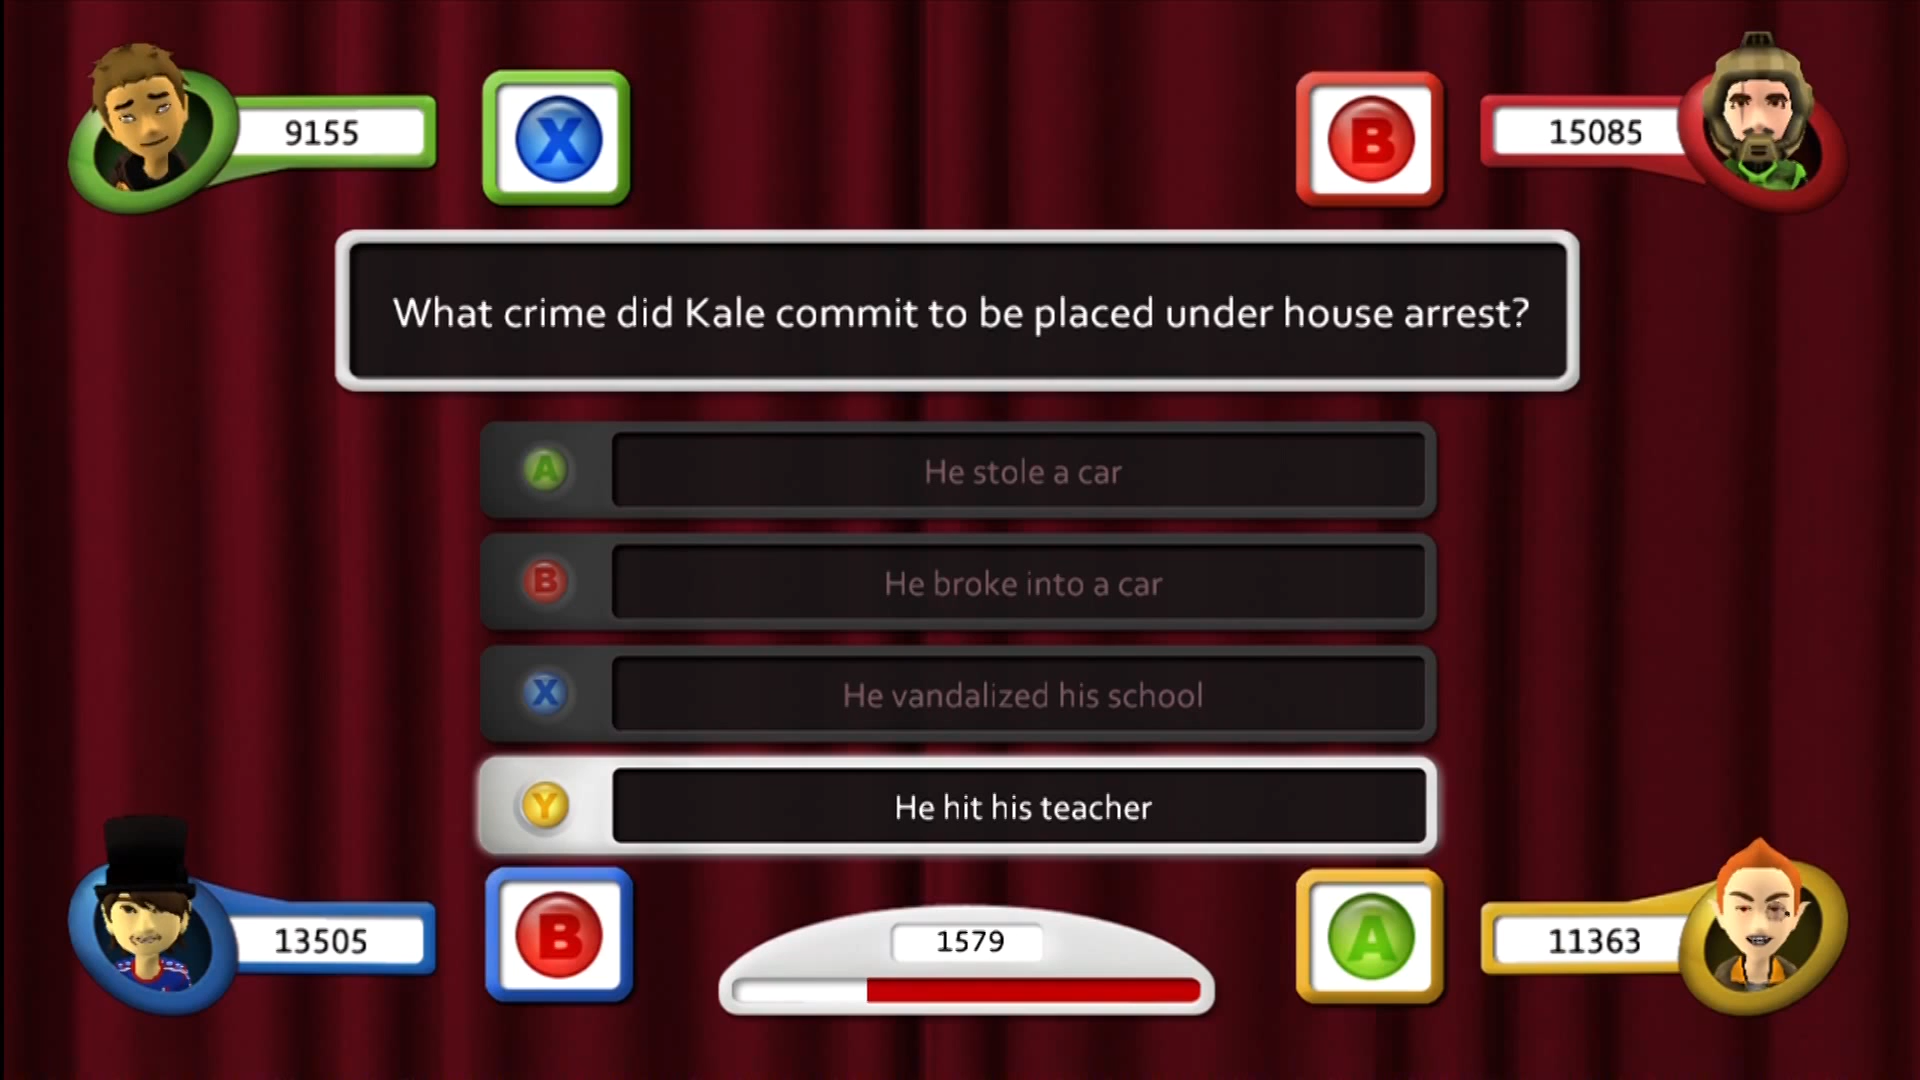 9155
X
B
15085
What crime did Kale commit to be placed under house arrest?
A He stole a car
B He broke into a car
X He vandalized his school
Y He hit his teacher
13505
B
1579
A
11363